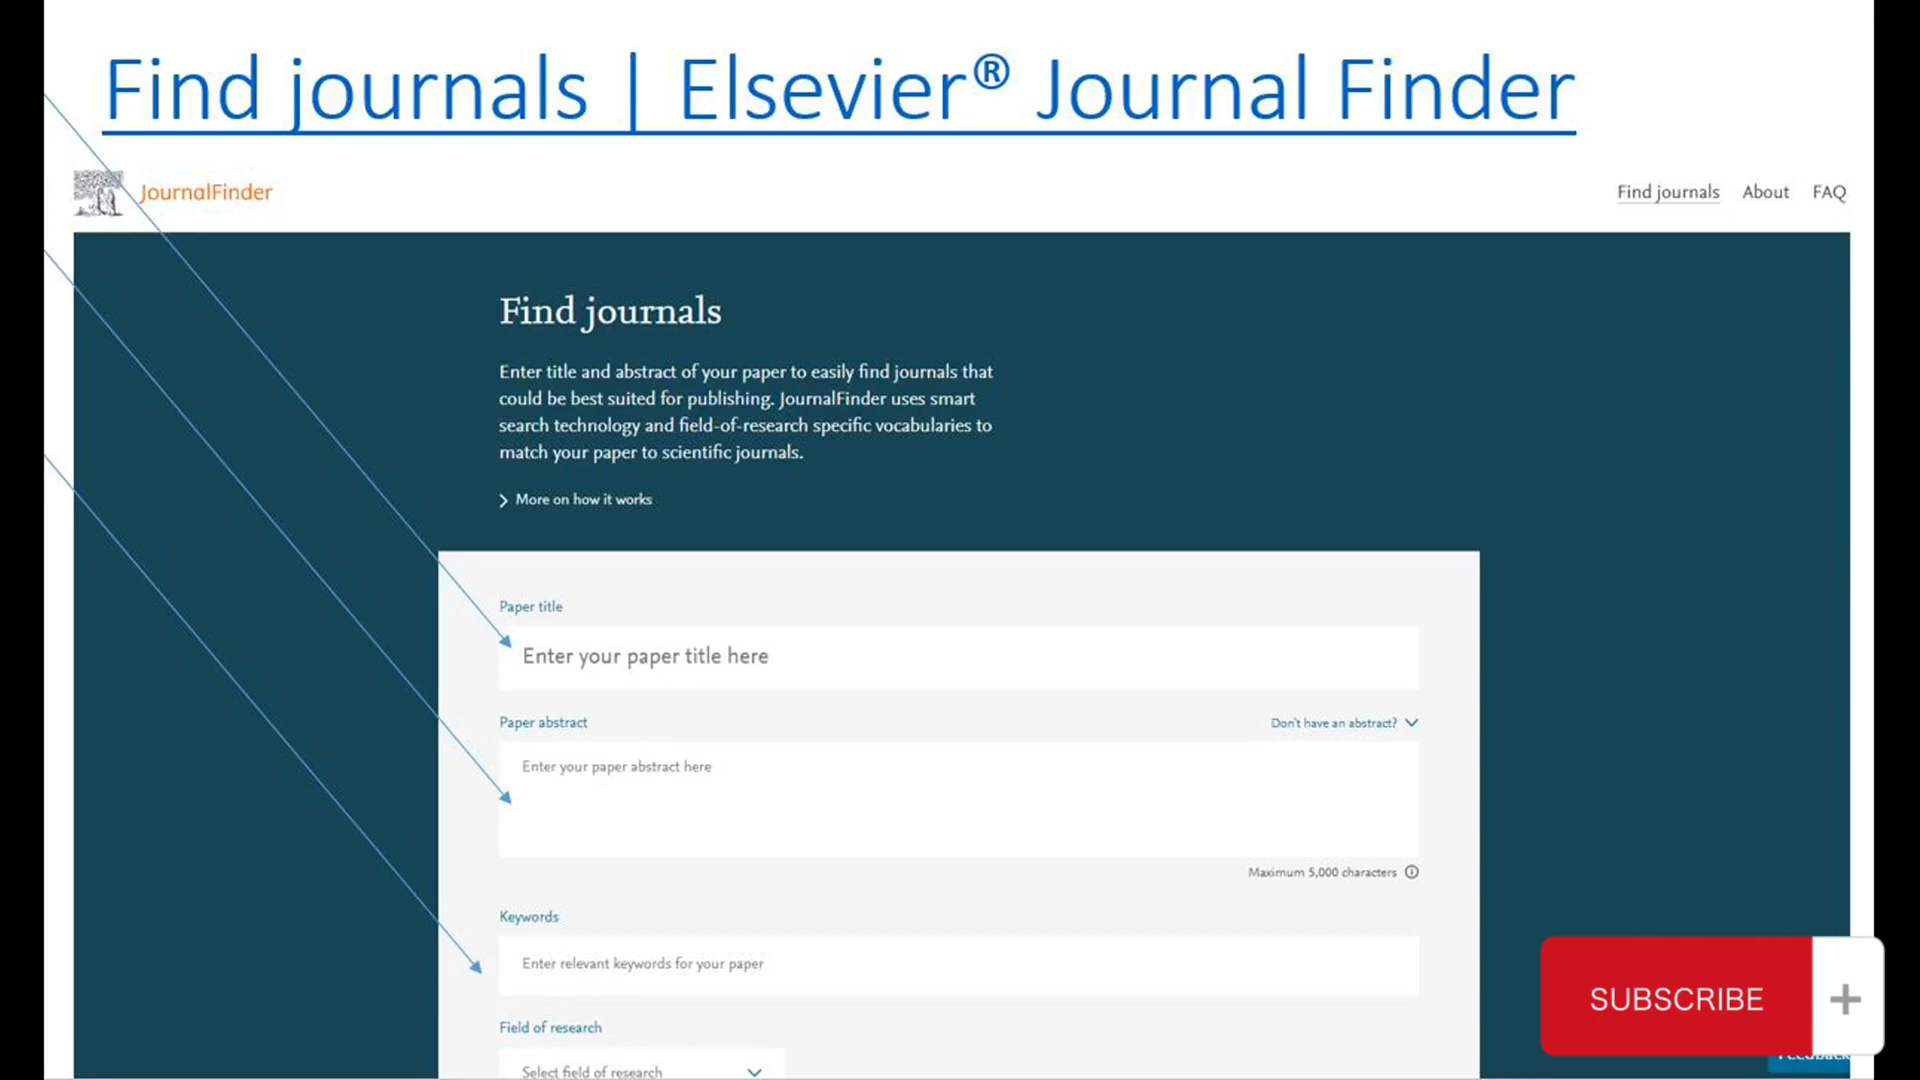 Find journals | Elsevier® Journal Finder
JournalFinder
Find journals About FAQ
Find journals
Enter title and abstract of your paper to easily find journals that
could be best suited for publishing. JournalFinder uses smart
search technology and field-of-research specific vocabularies to
match your paper to scientific journals.
More on how it works
Paper title
Enter your paper title here
Paper abstract Don't have an abstract?
Enter your paper abstract here
Maximum 5,000 characters
Keywords
Enter relevant keywords for your paper
Field of research
Select field of research
SUBSCRIBE +
Feedback